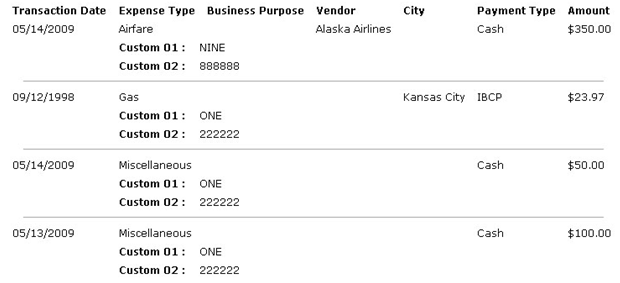 Transaction Date Expense Type Business Purpose Vendor City Payment Type Amount
05/14/2009 Airfare Alaska Airlines Cash $350.00
Custom 01 : NINE
Custom 02 : 888888
09/12/1998 Gas Kansas City IBCP $23.97
Custom 01 : ONE
Custom 02 : 222222
05/14/2009 Miscellaneous Cash $50.00
Custom 01 : ONE
Custom 02 : 222222
05/13/2009 Miscellaneous Cash $100.00
Custom 01 : ONE
Custom 02 : 222222